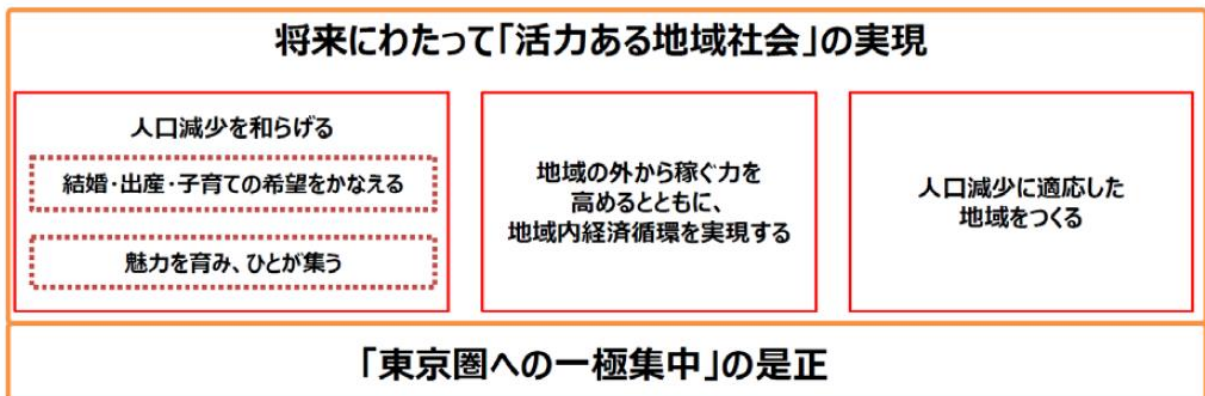 将来にわたって「活力ある地域社会」の実現
人口減少を和らげる
結婚・出産・子育ての希望をかなえる
魅力を育み、ひとが集う
地域の外から稼ぐ力を
高めるとともに、
地域内経済循環を実現する
人口減少に適応した
地域をつくる
「東京圏への一極集中」の是正